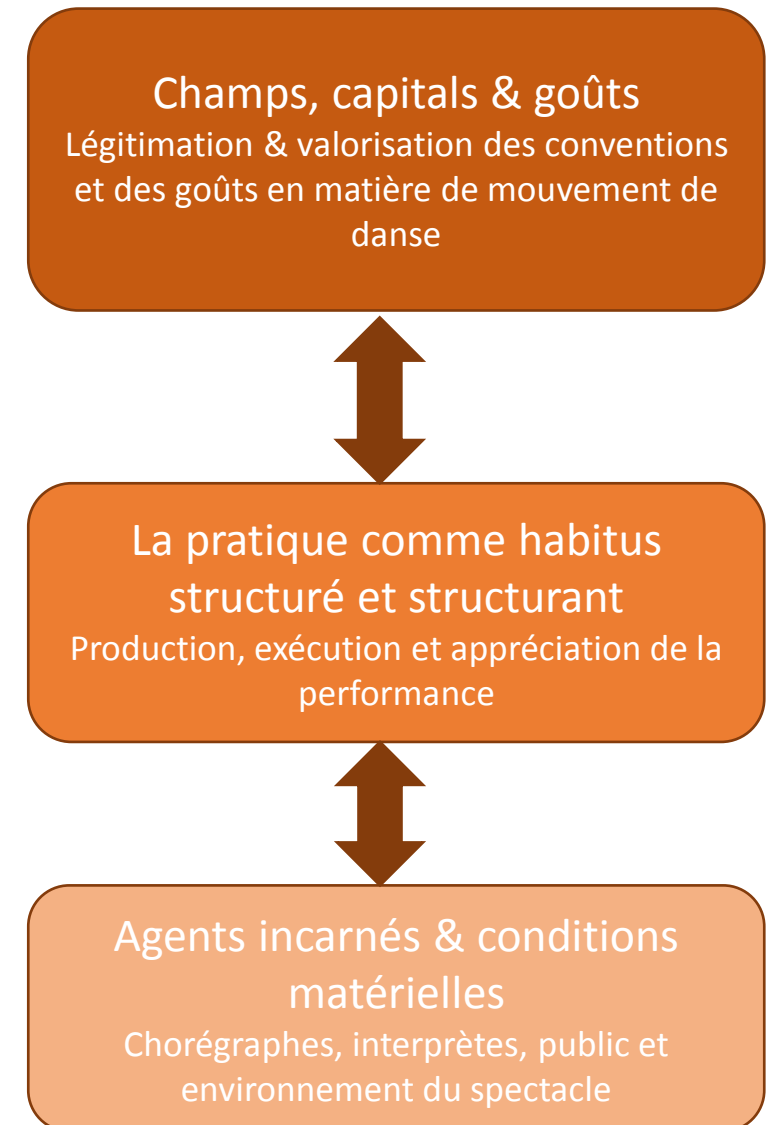 Champs, capitals & goûts
Légitimation & valorisation des conventions
et des goûts en matière de mouvement de
danse
La pratique comme habitus
structuré et structurant
Production, exécution et appréciation de la
performance
Agents incarnés & conditions
matérielles
Chorégraphes, interprètes, public et
environnement du spectacle